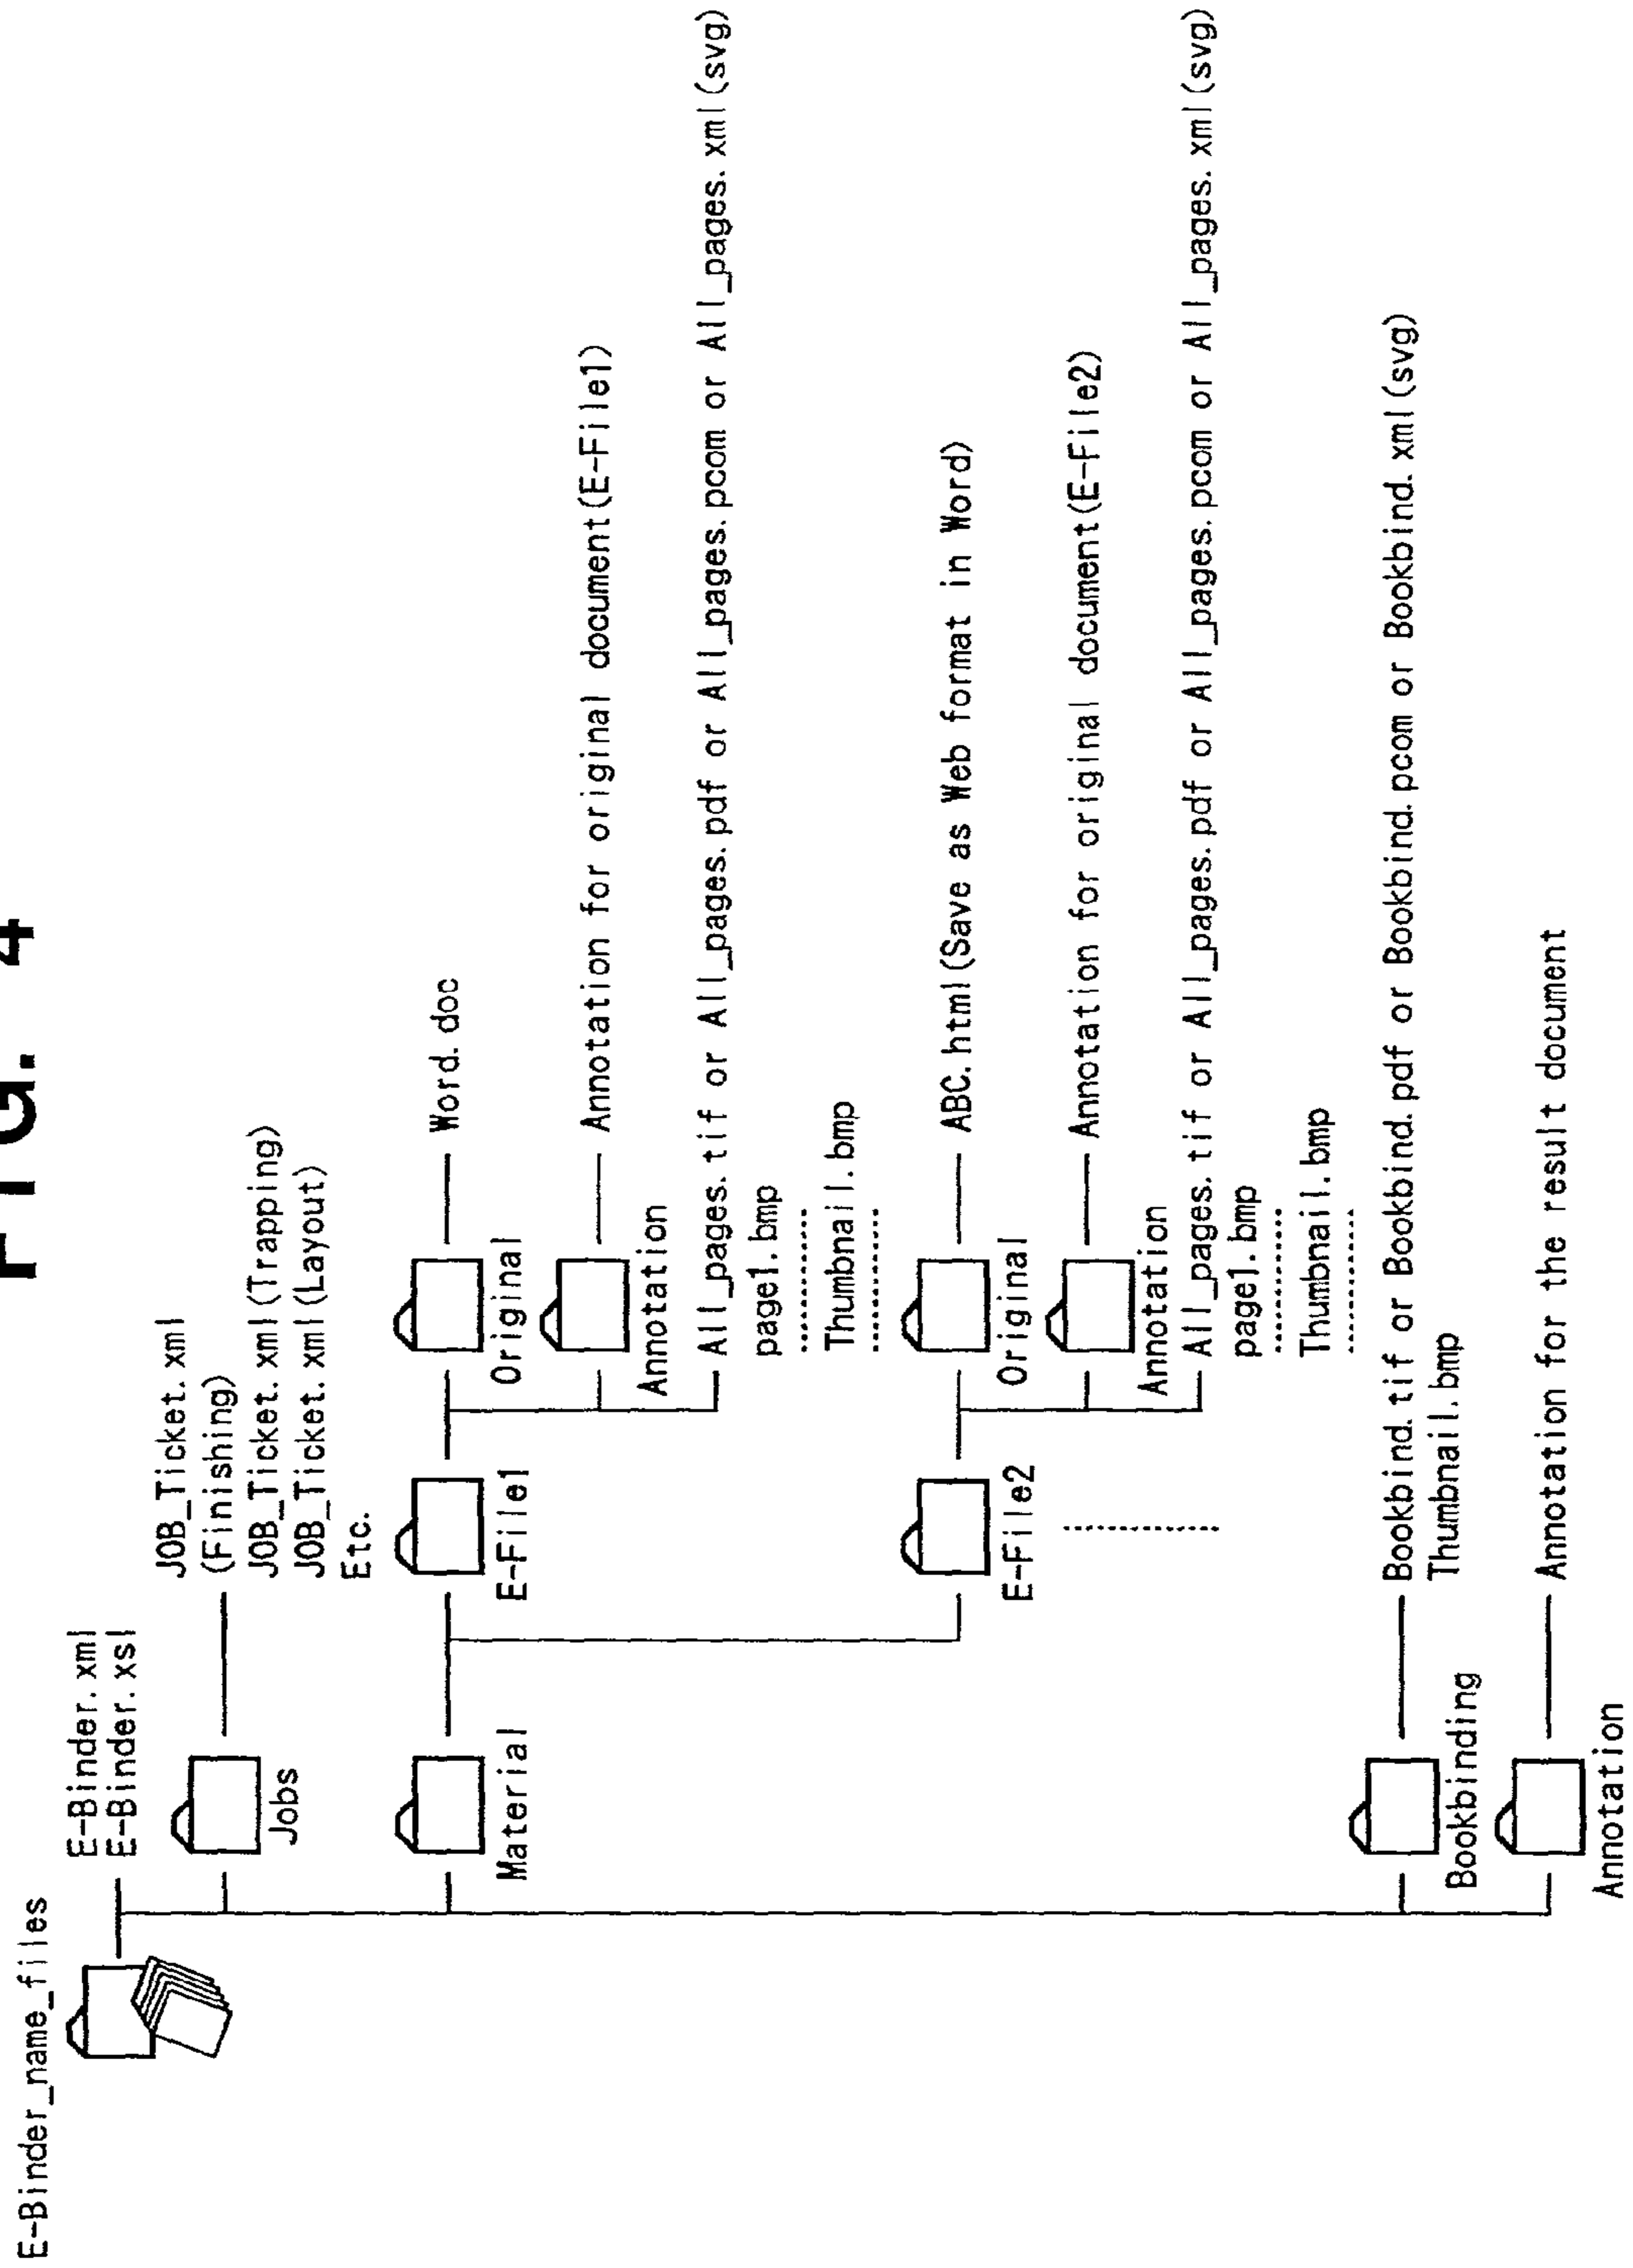 FIG. 4
E-Binder_name_files
E-Binder.xml
E-Binder.xsl
Jobs
JOB_Ticket.xml
(Finishing)
JOB_Ticket.xml(Trapping)
JOB_Ticket.xml(Layout)
Etc.
Material
E-File1
Original
Word.doc
Annotation
Annotation for original document(E-File1)
All_pages.tif or All_pages.pdf or All_pages.pcom or All_pages.xml(svg)
page1.bmp
Thumbnail.bmp
E-File2
Original
ABC.html(Save as Web format in Word)
Annotation
Annotation for original document(E-File2)
All_pages.tif or All_pages.pdf or All_pages.pcom or All_pages.xml(svg)
page1.bmp
Thumbnail.bmp
Bookbinding
Bookbind.tif or Bookbind.pdf or Bookbind.pcom or Bookbind.xml(svg)
Thumbnail.bmp
Annotation
Annotation for the result document